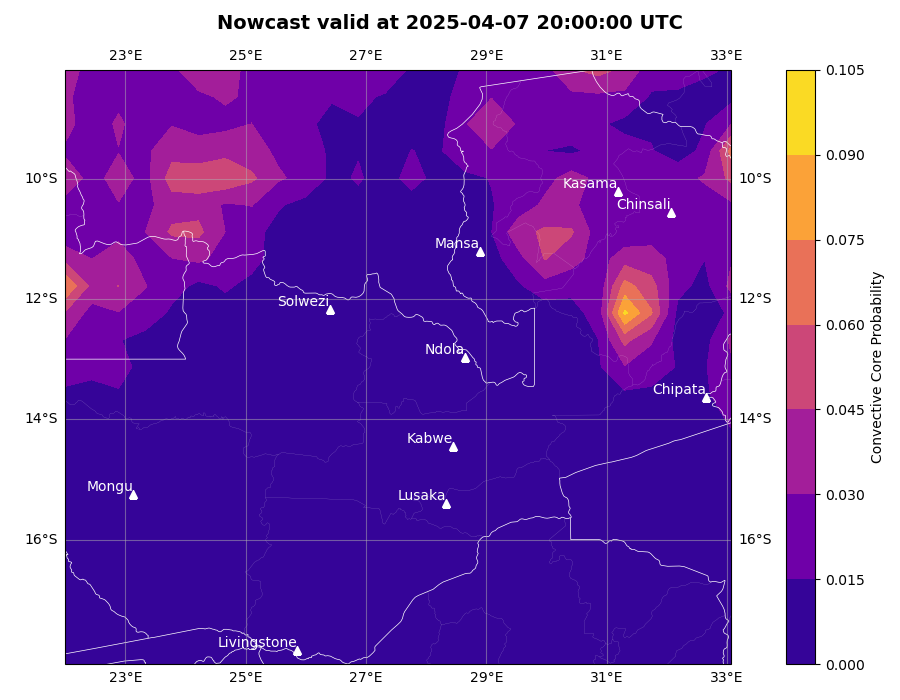 Nowcast valid at 2025-04-07 20:00:00 UTC
23°E 25°E 27°E 29°E 31°E 33°E
0.105
0.090
10°S 10°S
Kasama
Chinsali
0.075
Mansa
12°S 12°S
Solwezi
0.060
Ndola
Chipata
0.045
14°S 14°S
Kabwe
0.030
Mongu
Lusaka
16°S 16°S
0.015
Livingstone
0.000
23°E 25°E 27°E 29°E 31°E 33°E
Convective Core Probability